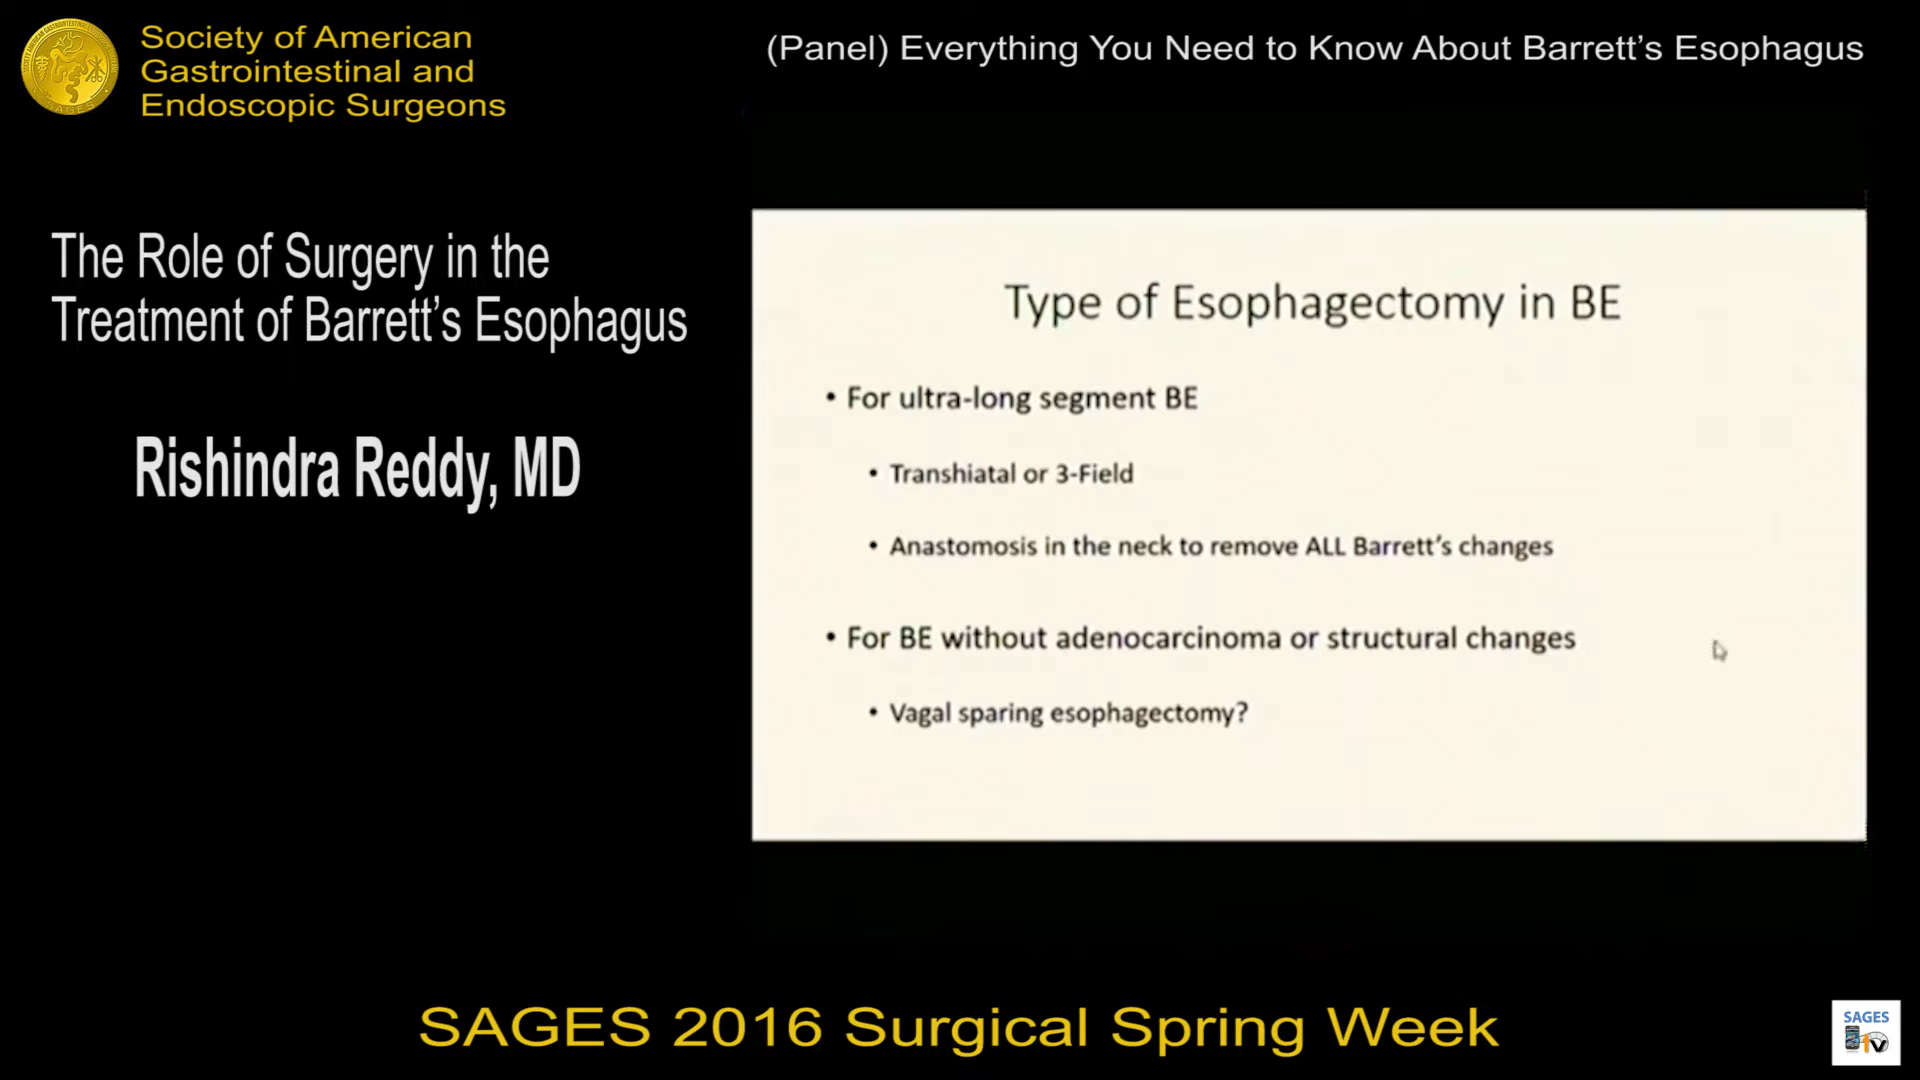 Society of American
Gastrointestinal and
Endoscopic Surgeons
(Panel) Everything You Need to Know About Barrett’s Esophagus
The Role of Surgery in the
Treatment of Barrett’s Esophagus
Rishindra Reddy, MD
Type of Esophagectomy in BE
• For ultra-long segment BE
• Transhiatal or 3-Field
• Anastomosis in the neck to remove ALL Barrett’s changes
• For BE without adenocarcinoma or structural changes
• Vagal sparing esophagectomy?
SAGES 2016 Surgical Spring Week
SAGES
TV